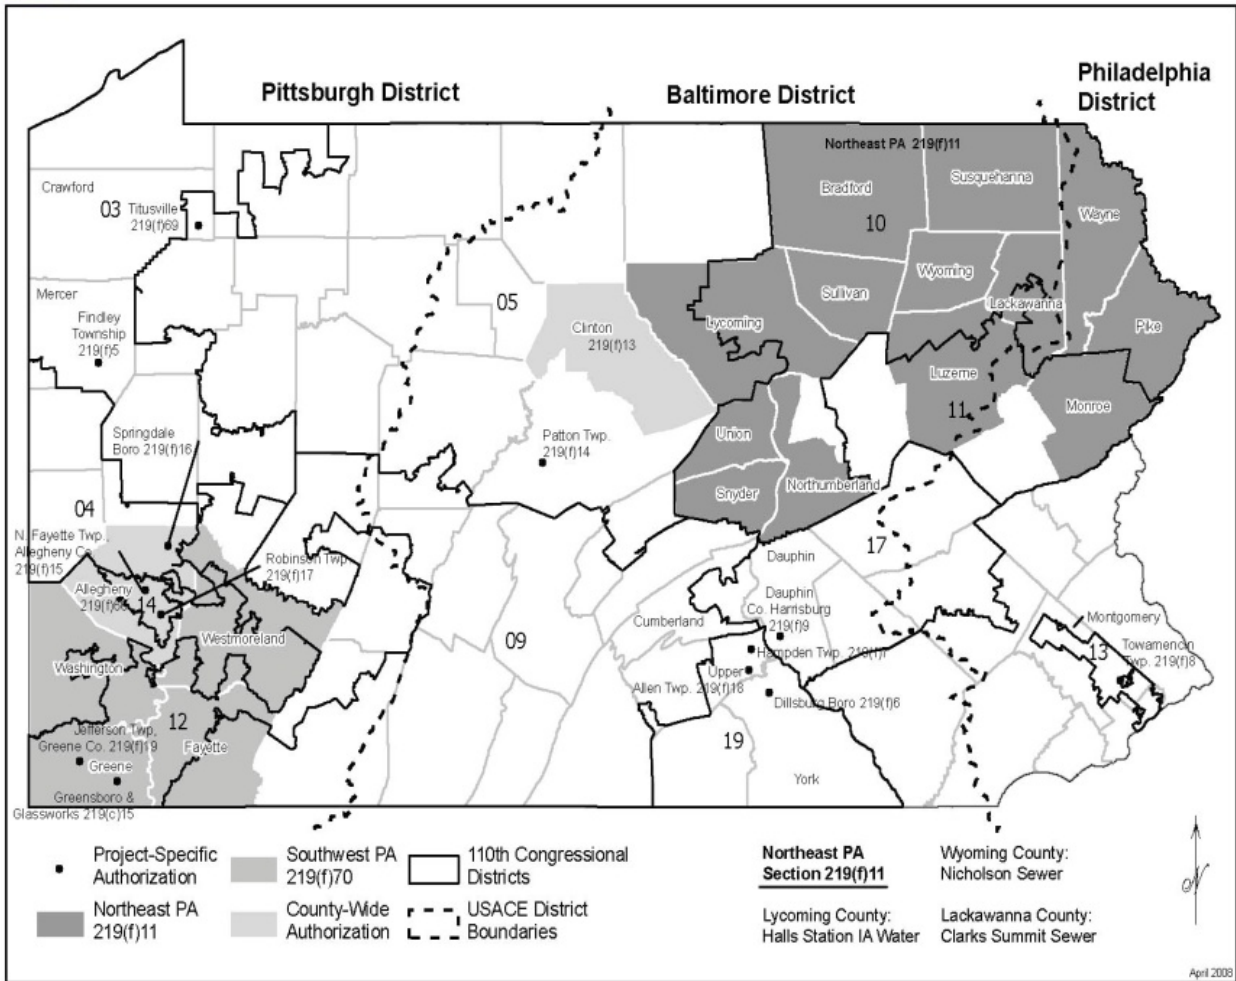 Pittsburgh District
Baltimore District
Philadelphia
District
Northeast PA 219(f)11
Bradford
Susquehanna
Wayne
10
Crawford
03
Titusville
219(f)69
Wyoming
Sullivan
Lackawanna
Pike
Mercer
Findley
Township
219(f)5
05
Clinton
219(f)13
Lycoming
Luzerne
11
Monroe
Springdale
Boro 219(f)16
Patton Twp.
219(f)14
Union
Snyder
Northumberland
04
N. Fayette Twp.,
Allegheny Co.
219(f)15
Robinson Twp.
219(f)17
17
Dauphin
Allegheny
219(f)66
14
Westmoreland
Washington
Cumberland
Dauphin
Co. Harrisburg
219(f)9
Hampden Twp. 219(f)7
Upper
Allen Twp. 219(f)18
Dillsburg Boro 219(f)6
09
Montgomery
Towamencin
Twp. 219(f)8
13
12
Jefferson Twp,
Greene Co. 219(f)19
Fayette
Greene
Greensboro &
Glassworks 219(c)15
19
York
Project-Specific
Authorization
Southwest PA
219(f)70
110th Congressional
Districts
Northeast PA
219(f)11
County-Wide
Authorization
USACE District
Boundaries
Northeast PA
Section 219(f)11
Wyoming County:
Nicholson Sewer
Lycoming County:
Halls Station IA Water
Lackawanna County:
Clarks Summit Sewer
N
April 2008